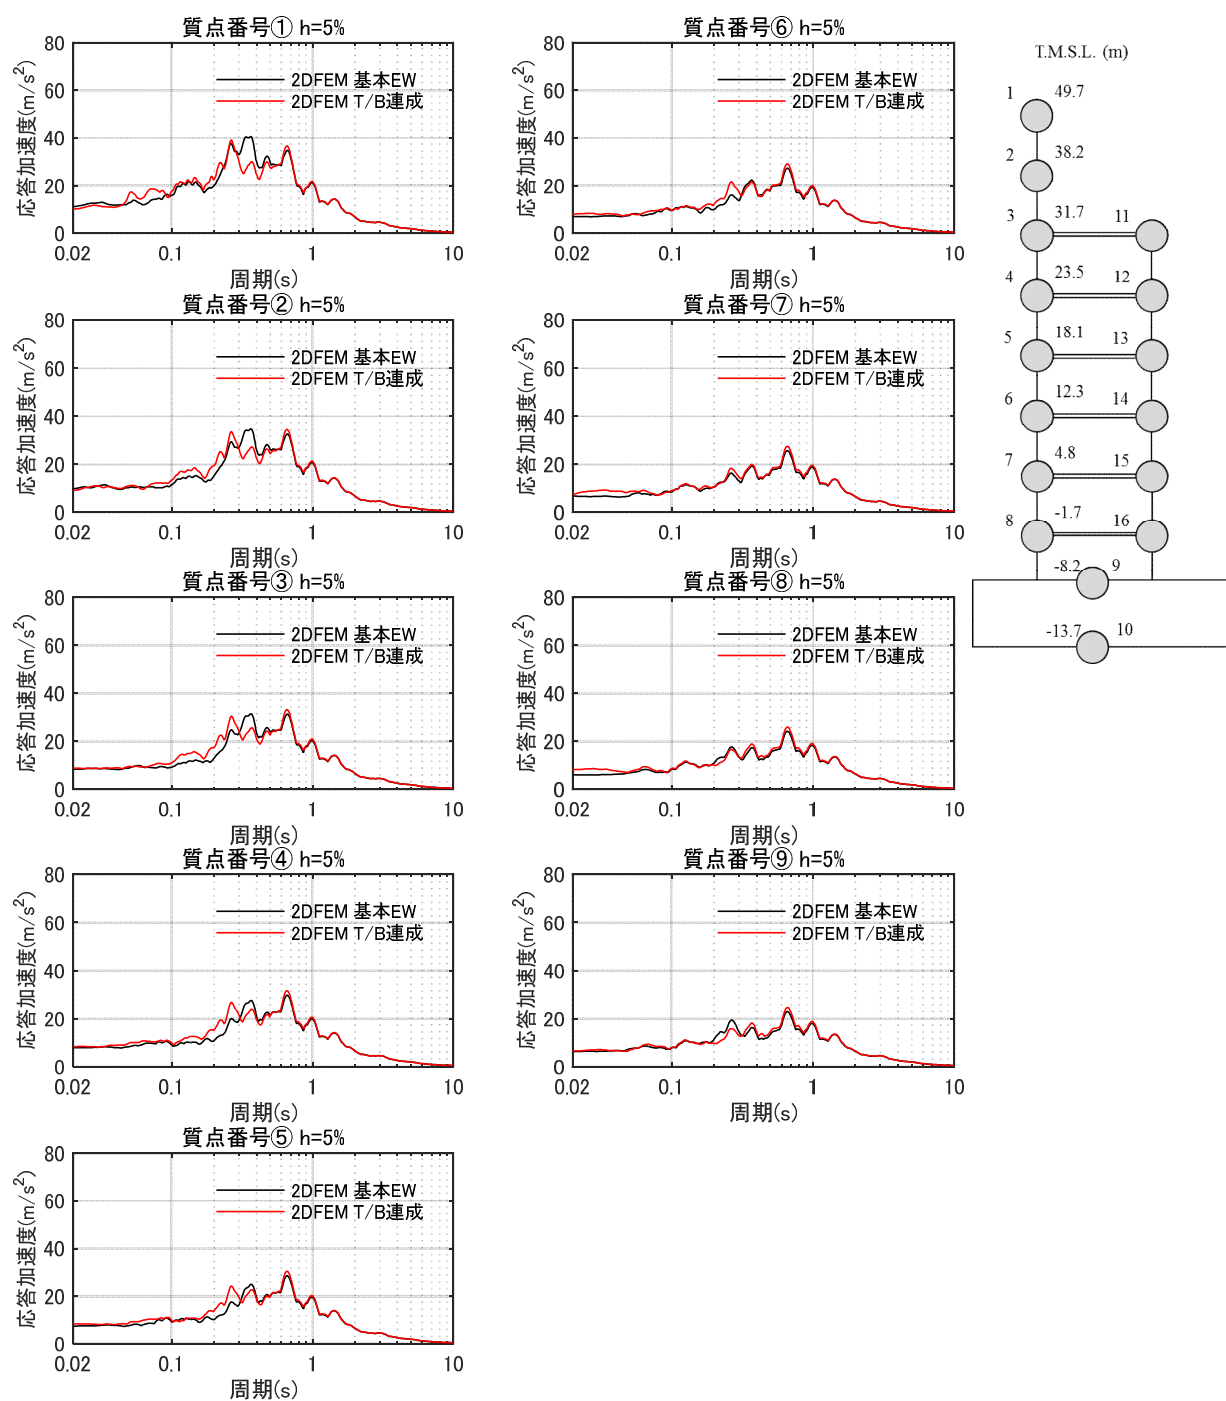 質点番号① h=5%
応答加速度(m/s²)
80
60
40
20
0
2DFEM 基本EW
2DFEM T/B連成
0.02
0.1
1
10
周期(s)
質点番号② h=5%
応答加速度(m/s²)
80
60
40
20
0
2DFEM 基本EW
2DFEM T/B連成
0.02
0.1
1
10
周期(s)
質点番号③ h=5%
応答加速度(m/s²)
80
60
40
20
0
2DFEM 基本EW
2DFEM T/B連成
0.02
0.1
1
10
周期(s)
質点番号④ h=5%
応答加速度(m/s²)
80
60
40
20
0
2DFEM 基本EW
2DFEM T/B連成
0.02
0.1
1
10
周期(s)
質点番号⑤ h=5%
応答加速度(m/s²)
80
60
40
20
0
2DFEM 基本EW
2DFEM T/B連成
0.02
0.1
1
10
周期(s)
質点番号⑥ h=5%
応答加速度(m/s²)
80
60
40
20
0
2DFEM 基本EW
2DFEM T/B連成
0.02
0.1
1
10
周期(s)
質点番号⑦ h=5%
応答加速度(m/s²)
80
60
40
20
0
2DFEM 基本EW
2DFEM T/B連成
0.02
0.1
1
10
周期(s)
質点番号⑧ h=5%
応答加速度(m/s²)
80
60
40
20
0
2DFEM 基本EW
2DFEM T/B連成
0.02
0.1
1
10
周期(s)
質点番号⑨ h=5%
応答加速度(m/s²)
80
60
40
20
0
2DFEM 基本EW
2DFEM T/B連成
0.02
0.1
1
10
周期(s)
T.M.S.L. (m)
1 49.7
2 38.2
3 31.7 11
4 23.5 12
5 18.1 13
6 12.3 14
7 4.8 15
8 -1.7 16
-8.2 9
-13.7 10